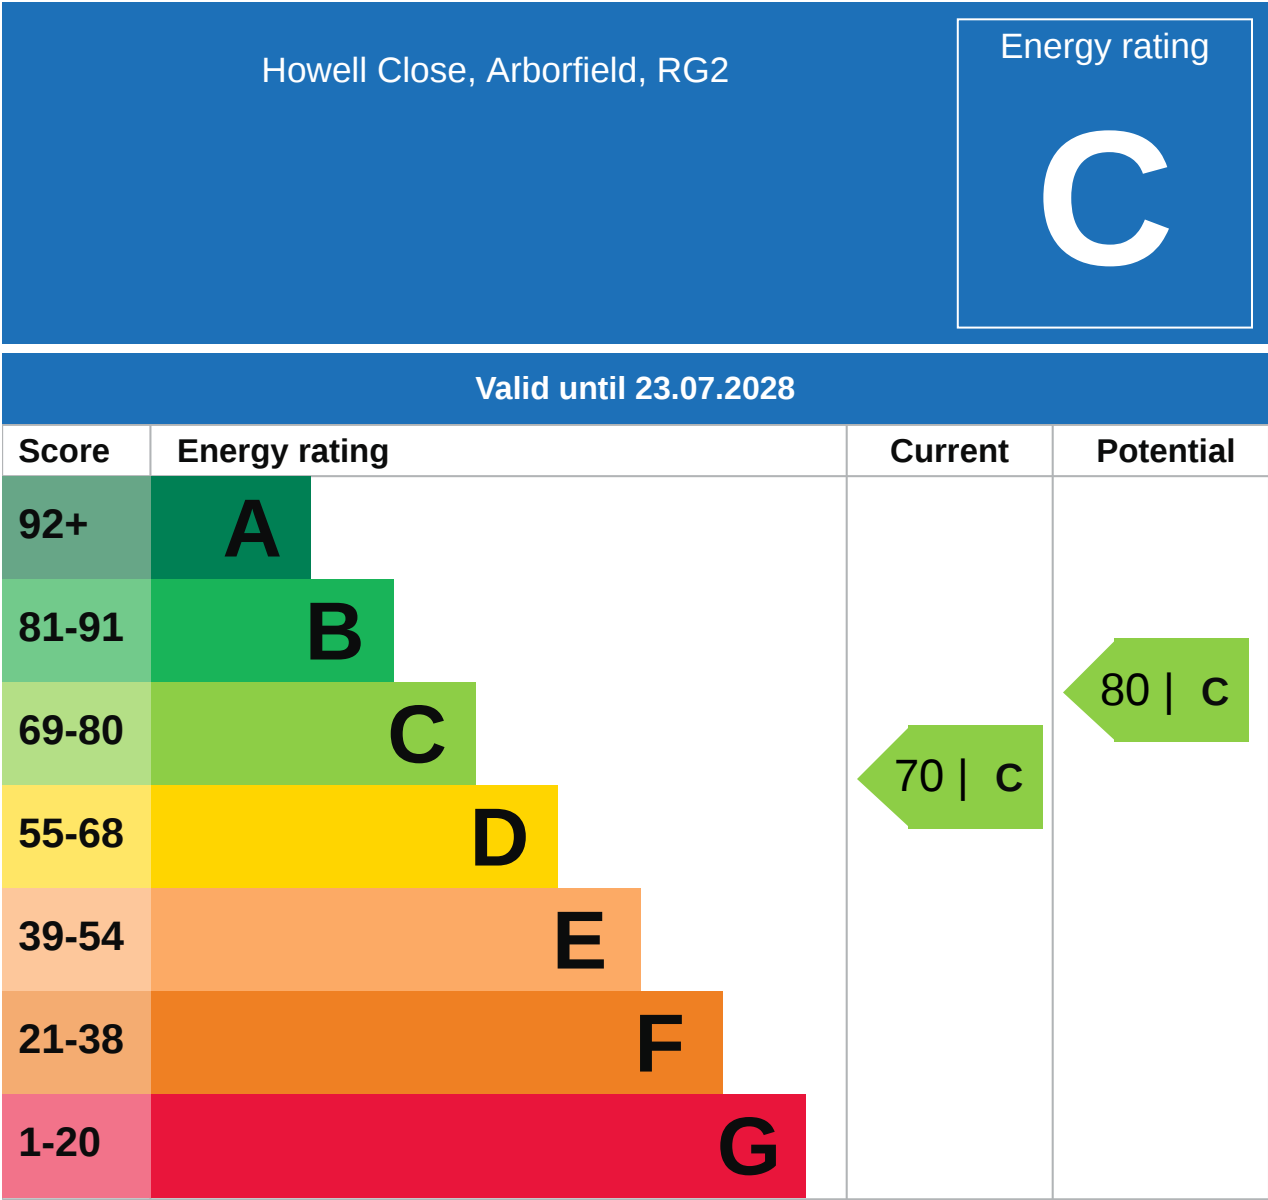 Howell Close, Arborfield, RG2
Energy rating
C
Valid until 23.07.2028
Score Energy rating Current Potential
92+ A
81-91 B
80 | C
69-80 C
70 | C
55-68 D
39-54 E
21-38 F
1-20 G